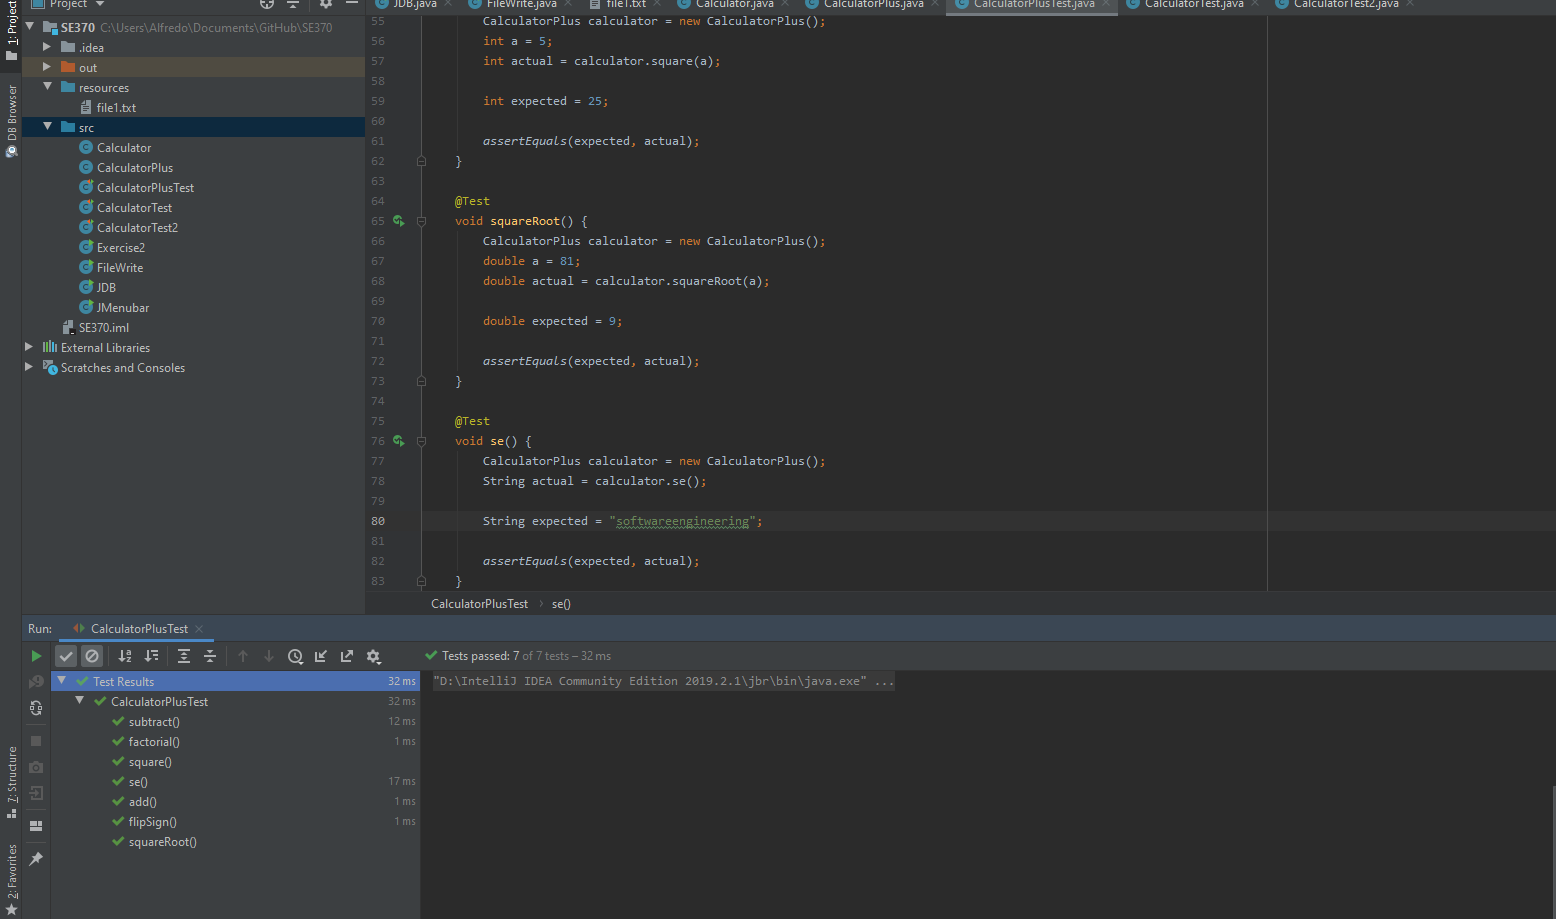 Project
JDB.java
FileWrite.java
file1.txt
Calculator.java
CalculatorPlus.java
CalculatorPlusTest.java
CalculatorTest.java
CalculatorTest2.java
1: Project
DB Browser
7: Structure
2: Favorites
SE370 C:\Users\Alfredo\Documents\GitHub\SE370
.idea
out
resources
file1.txt
src
Calculator
CalculatorPlus
CalculatorPlusTest
CalculatorTest
CalculatorTest2
Exercise2
FileWrite
JDB
JMenubar
SE370.iml
External Libraries
Scratches and Consoles
55 CalculatorPlus calculator = new CalculatorPlus();
56 int a = 5;
57 int actual = calculator.square(a);
58
59 int expected = 25;
60
61 assertEquals(expected, actual);
62 }
63
64 @Test
65 void squareRoot() {
66 CalculatorPlus calculator = new CalculatorPlus();
67 double a = 81;
68 double actual = calculator.squareRoot(a);
69
70 double expected = 9;
71
72 assertEquals(expected, actual);
73 }
74
75 @Test
76 void se() {
77 CalculatorPlus calculator = new CalculatorPlus();
78 String actual = calculator.se();
79
80 String expected = "softwareengineering";
81
82 assertEquals(expected, actual);
83 }
CalculatorPlusTest › se()
Run: CalculatorPlusTest
Tests passed: 7 of 7 tests – 32 ms
Test Results 32 ms
CalculatorPlusTest 32 ms
subtract() 12 ms
factorial() 1 ms
square()
se() 17 ms
add() 1 ms
flipSign() 1 ms
squareRoot()
"D:\IntelliJ IDEA Community Edition 2019.2.1\jbr\bin\java.exe" ...